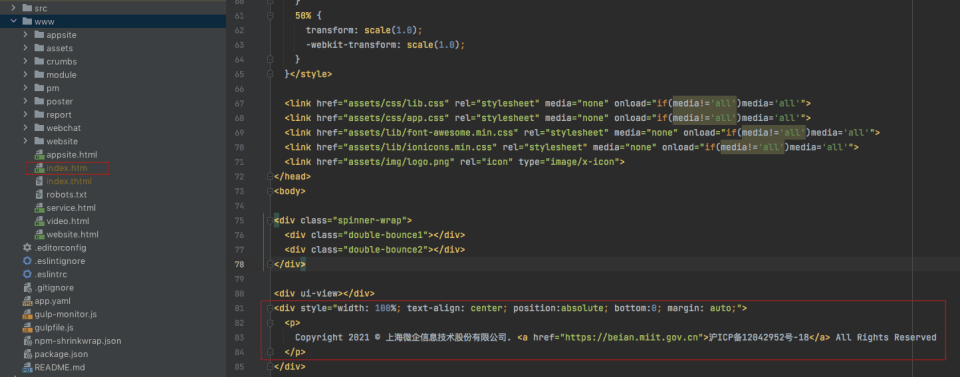 src
www
appsite
assets
crumbs
module
pm
poster
report
webchat
website
appsite.html
index.htm
index.thtml
robots.txt
service.html
video.html
website.html
.editorconfig
.eslintignore
.eslintrc
.gitignore
app.yaml
gulp-monitor.js
gulpfile.js
npm-shrinkwrap.json
package.json
README.md
60 }
61 50% {
62 transform: scale(1.0);
63 -webkit-transform: scale(1.0);
64 }
65 }</style>
66
67 <link href="assets/css/lib.css" rel="stylesheet" media="none" onload="if(media!='all')media='all'">
68 <link href="assets/css/app.css" rel="stylesheet" media="none" onload="if(media!='all')media='all'">
69 <link href="assets/lib/font-awesome.min.css" rel="stylesheet" media="none" onload="if(media!='all')media='all'">
70 <link href="assets/lib/ionicons.min.css" rel="stylesheet" media="none" onload="if(media!='all')media='all'">
71 <link href="assets/img/logo.png" rel="icon" type="image/x-icon">
72 </head>
73 <body>
74
75 <div class="spinner-wrap">
76 <div class="double-bounce1"></div>
77 <div class="double-bounce2"></div>
78 </div>
79
80 <div ui-view></div>
81 <div style="width: 100%; text-align: center; position:absolute; bottom:0; margin: auto;">
82 <p>
83 Copyright 2021 © 上海微企信息技术股份有限公司. <a href="https://beian.miit.gov.cn">沪ICP备12042952号-18</a> All Rights Reserved
84 </p>
85 </div>